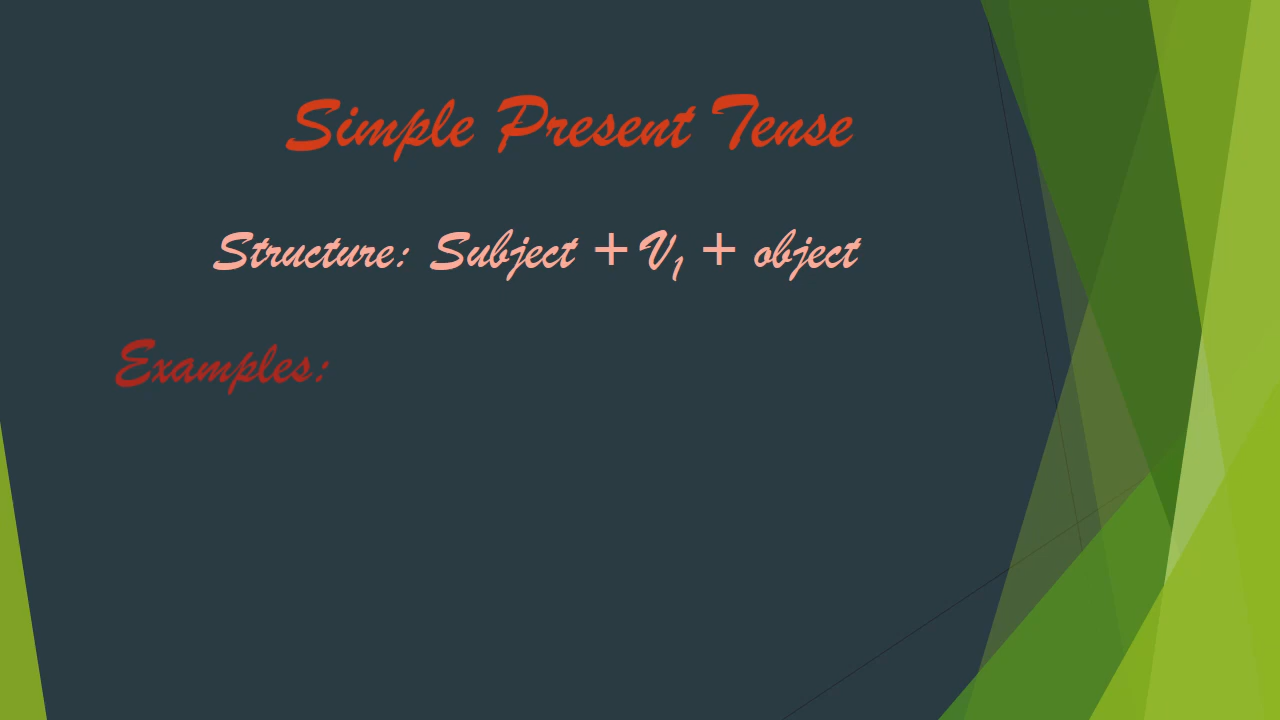 Simple Present Tense
Structure: Subject + V₁ + object
Examples: